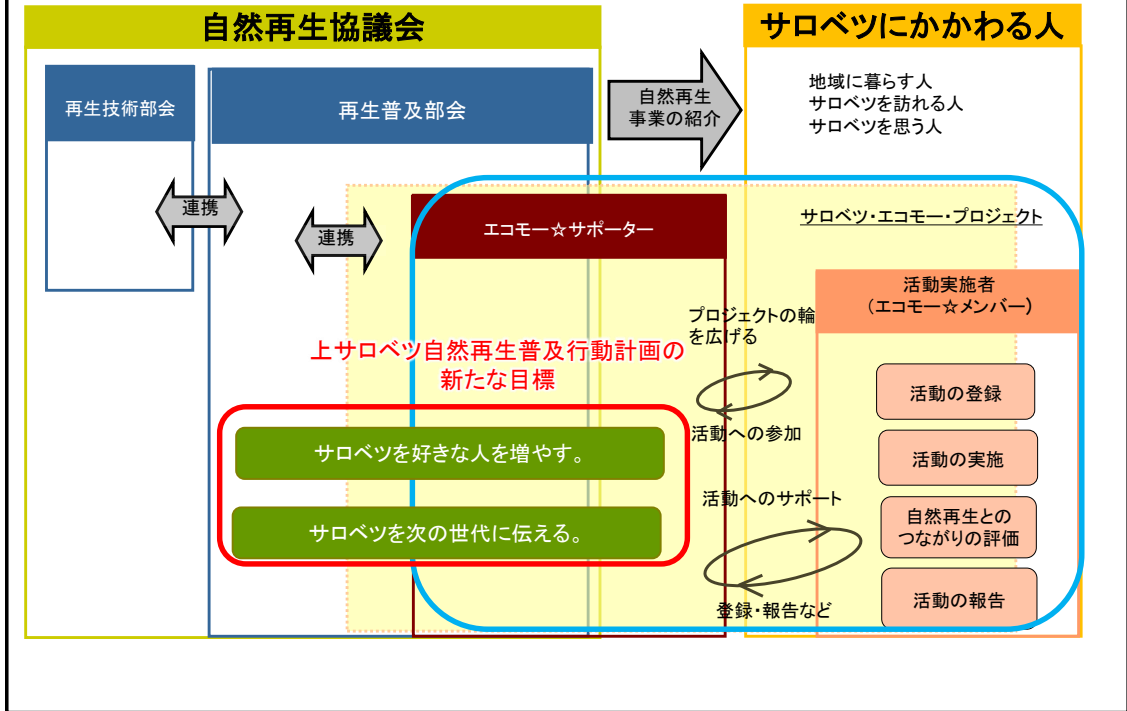 自然再生協議会
サロベツにかかわる人
再生技術部会
再生普及部会
自然再生
事業の紹介
地域に暮らす人
サロベツを訪れる人
サロベツを思う人
連携
連携
エコモー☆サポーター
サロベツ・エコモー・プロジェクト
活動実施者
(エコモー☆メンバー)
プロジェクトの輪
を広げる
上サロベツ自然再生普及行動計画の
新たな目標
活動の登録
サロベツを好きな人を増やす。
活動への参加
活動の実施
活動へのサポート
サロベツを次の世代に伝える。
自然再生との
つながりの評価
登録・報告など
活動の報告